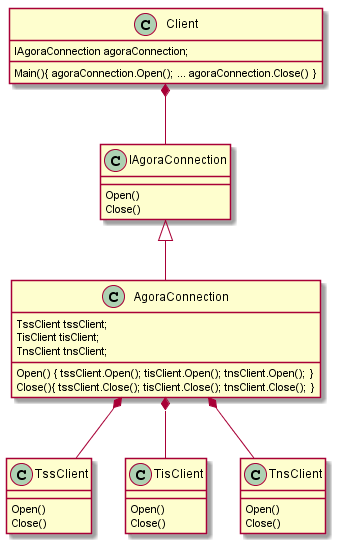 C Client
IAgoraConnection agoraConnection;
Main(){ agoraConnection.Open(); ... agoraConnection.Close() }
C IAgoraConnection
Open()
Close()
C AgoraConnection
TssClient tssClient;
TisClient tisClient;
TnsClient tnsClient;
Open() { tssClient.Open(); tisClient.Open(); tnsClient.Open(); }
Close(){ tssClient.Close(); tisClient.Close(); tnsClient.Close(); }
C TssClient
Open()
Close()
C TisClient
Open()
Close()
C TnsClient
Open()
Close()